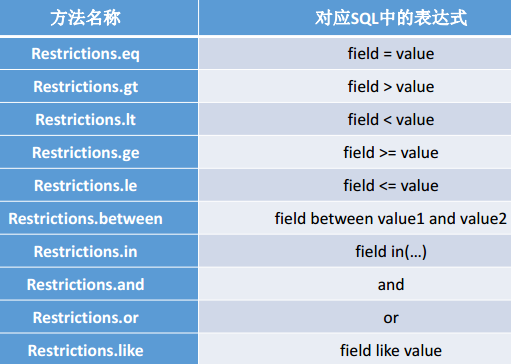 方法名称 对应SQL中的表达式
Restrictions.eq field = value
Restrictions.gt field > value
Restrictions.lt field < value
Restrictions.ge field >= value
Restrictions.le field <= value
Restrictions.between field between value1 and value2
Restrictions.in field in(…)
Restrictions.and and
Restrictions.or or
Restrictions.like field like value